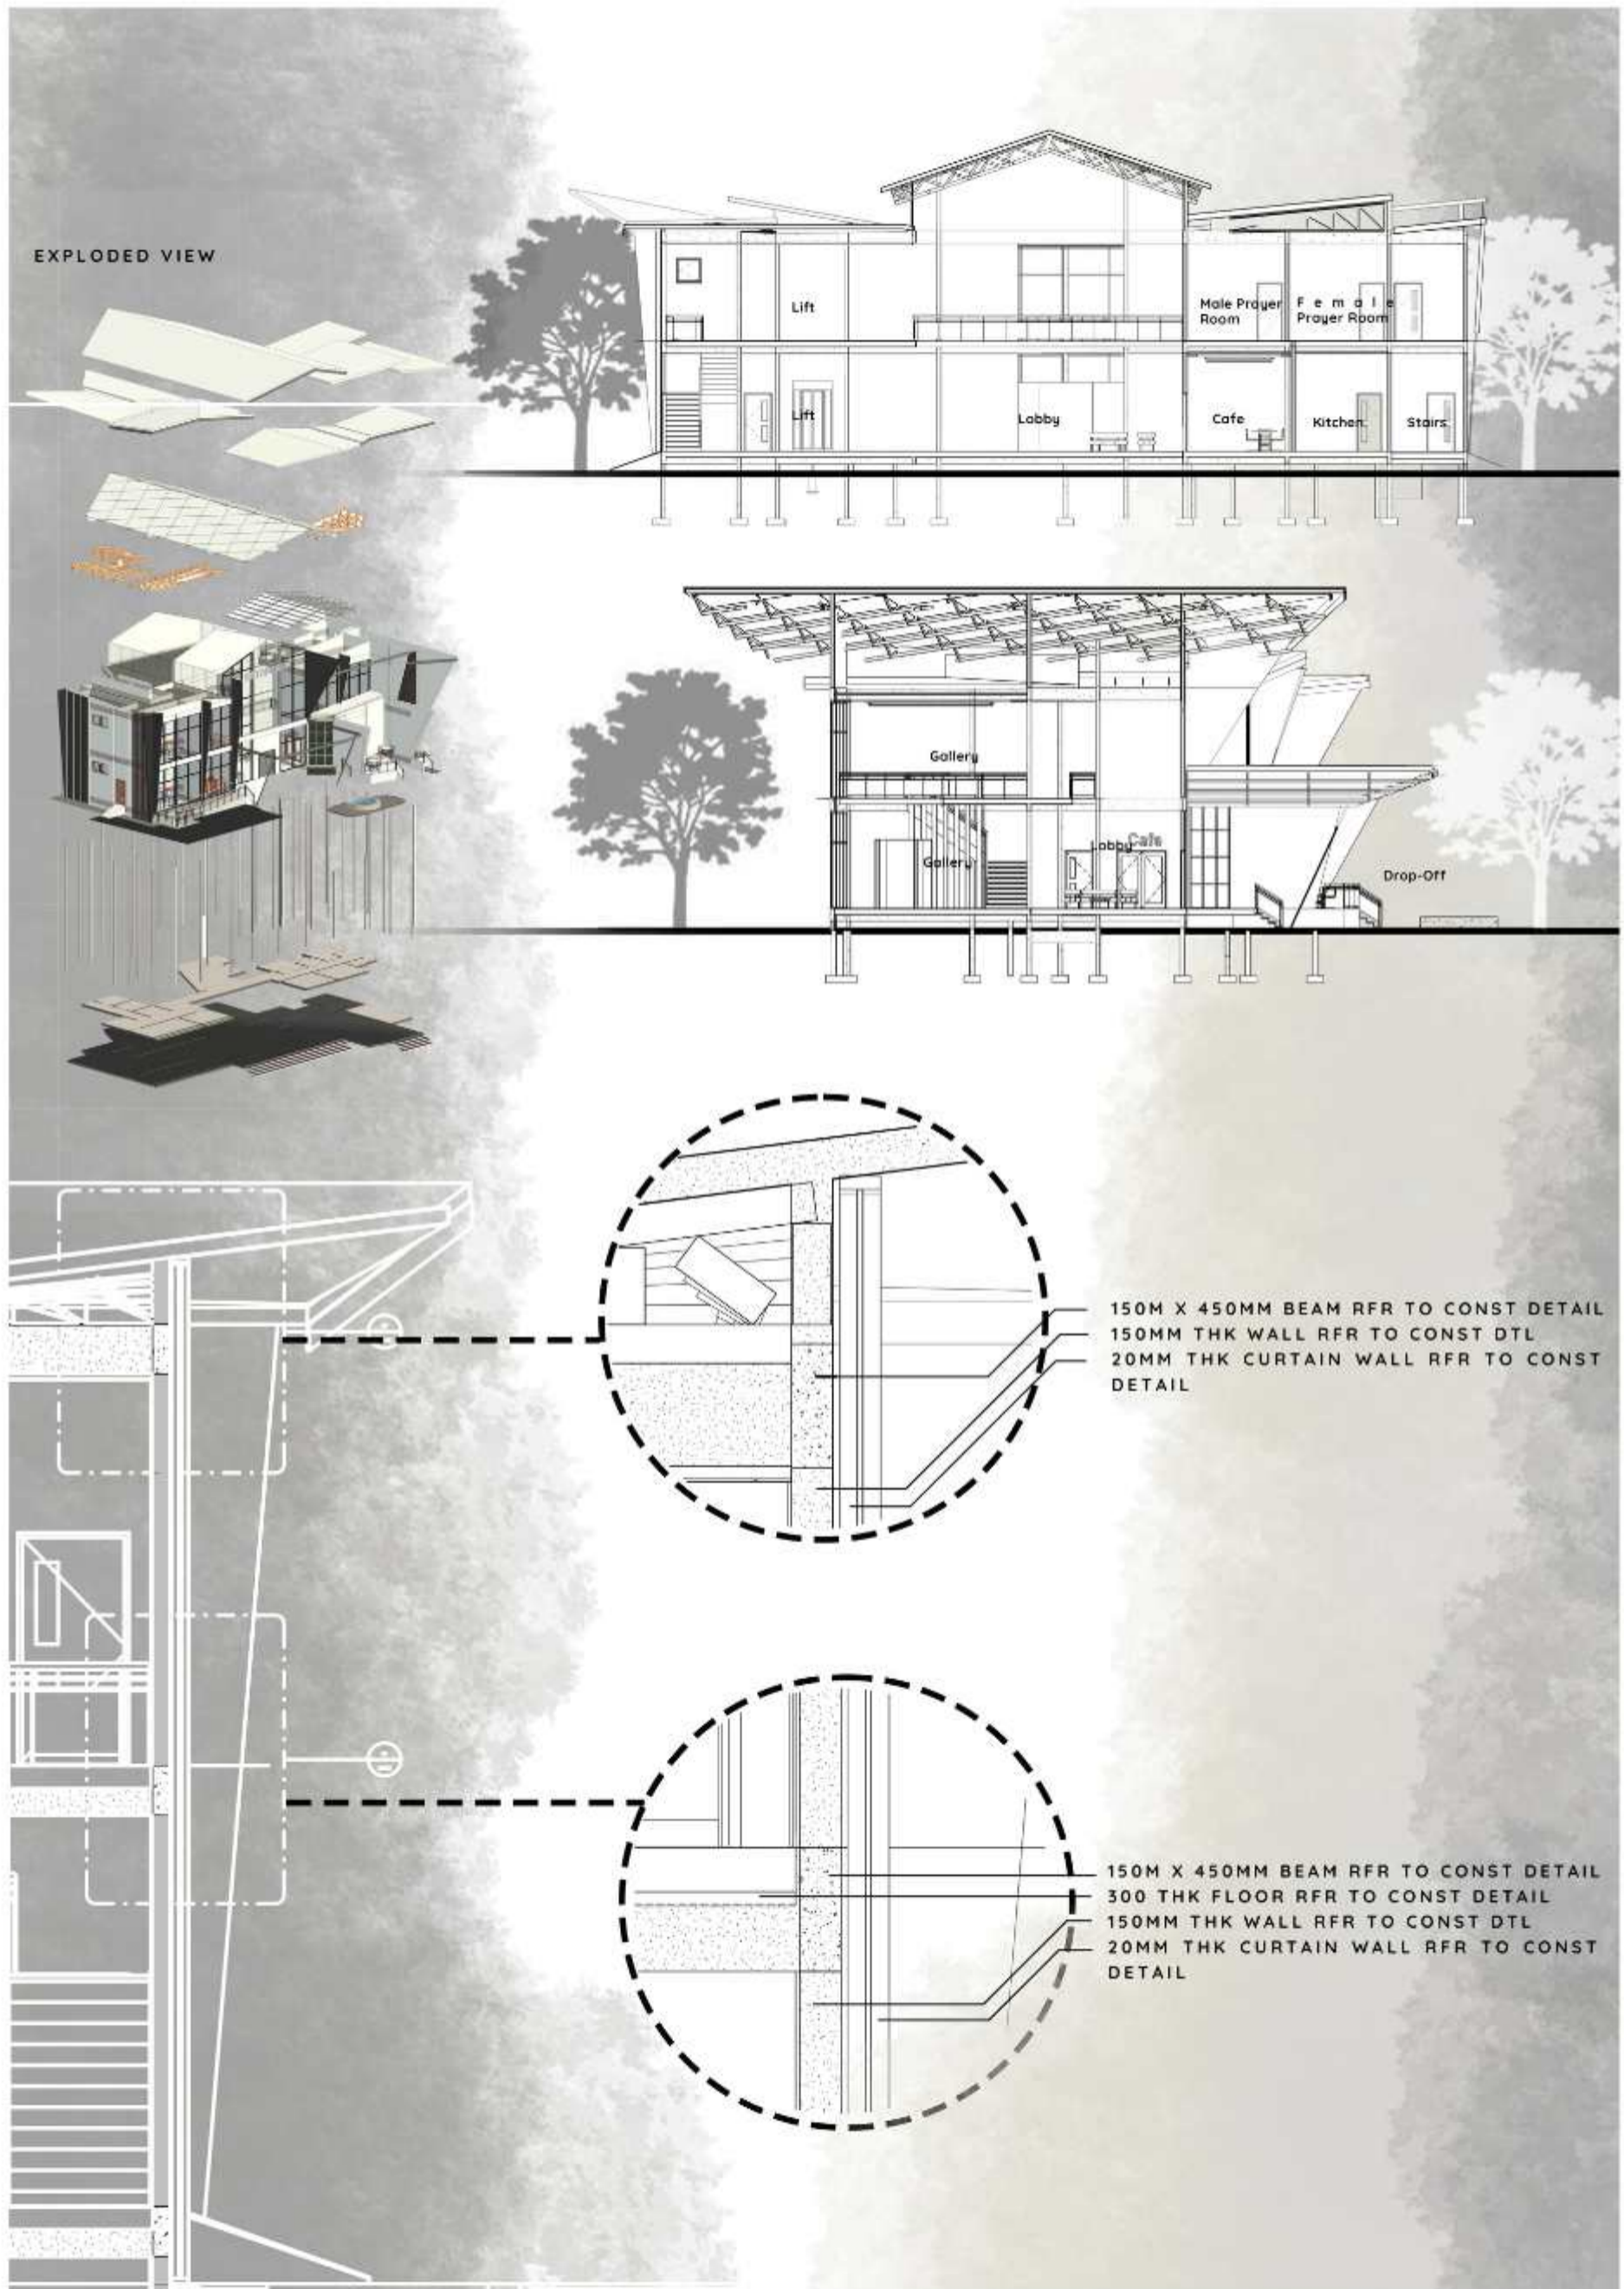 EXPLODED VIEW
Lift
Male Prayer
Room
Female
Prayer Room
Lift
Lobby
Cafe
Kitchen
Stairs
Gallery
Gallery
Lobby
Cafe
Drop-Off
150M X 450MM BEAM RFR TO CONST DETAIL
150MM THK WALL RFR TO CONST DTL
20MM THK CURTAIN WALL RFR TO CONST
DETAIL
150M X 450MM BEAM RFR TO CONST DETAIL
300 THK FLOOR RFR TO CONST DETAIL
150MM THK WALL RFR TO CONST DTL
20MM THK CURTAIN WALL RFR TO CONST
DETAIL